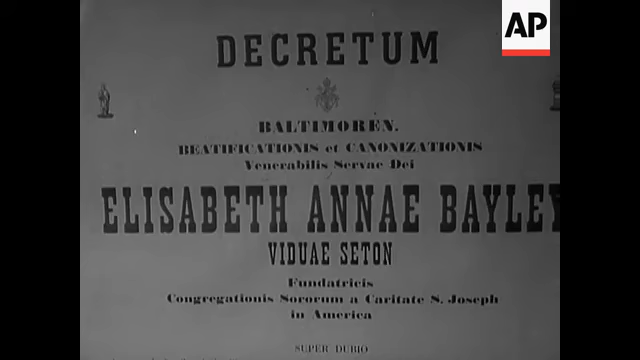 AP
DECRETUM
BALTIMOREN.
BEATIFICATIONIS et CANONIZATIONIS
Venerabilis Servae Dei
ELISABETH ANNAE BAYLEY
VIDUAE SETON
Fundatricis
Congregationis Sororum a Caritate S. Joseph
in America
SUPER DUBIO